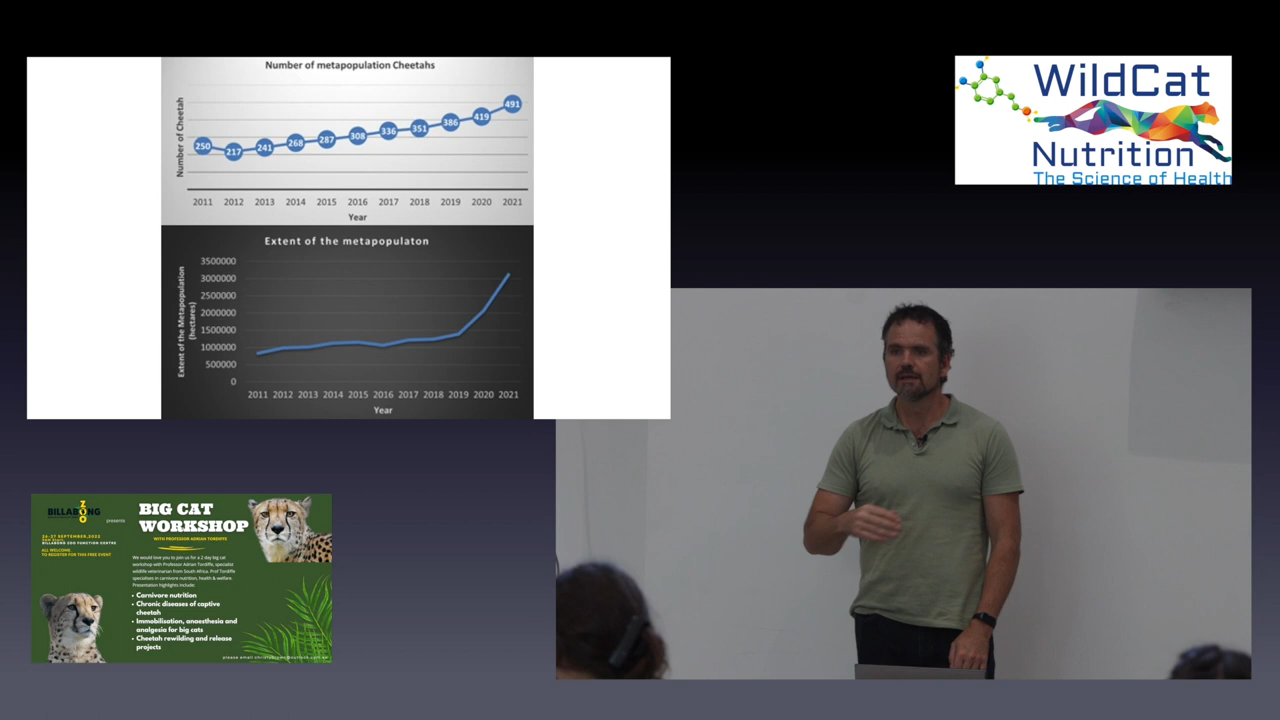 Number of metapopulation Cheetahs
Number of Cheetah
250 217 241 268 287 308 336 351 386 419 491
2011 2012 2013 2014 2015 2016 2017 2018 2019 2020 2021
Year
Extent of the metapopulaton
Extent of the Metapopulation
(hectares)
3500000
3000000
2500000
2000000
1500000
1000000
500000
0
2011 2012 2013 2014 2015 2016 2017 2018 2019 2020 2021
Year
WildCat
Nutrition
The Science of Health
BILLABONG
ZOO
presents
BIG CAT
WORKSHOP
WITH PROFESSOR ADRIAN TORDIFFE
BILLABONG ZOO FUNCTION CENTRE
ALL WELCOME
TO REGISTER FOR THIS FREE EVENT
We would love you to join us for a 2 day big cat
workshop with Professor Adrian Tordiffe, specialist
wildlife veterinarian from South Africa. Prof Tordiffe
specialises in carnivore nutrition, health & welfare.
Presentation highlights include:
• Carnivore nutrition
• Chronic diseases of captive
cheetah
• Immobilisation, anaesthesia and
analgesia for big cats
• Cheetah rewilding and release
projects
please email